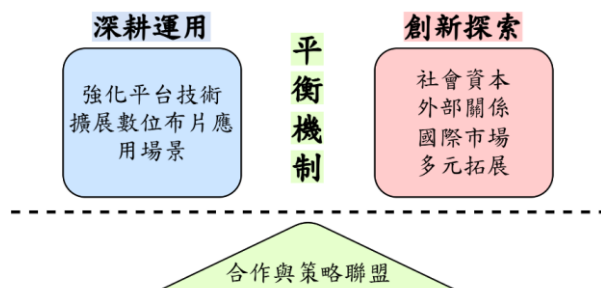 深耕運用
強化平台技術
擴展數位布片應
用場景
平
衡
機
制
創新探索
社會資本
外部關係
國際市場
多元拓展
合作與策略聯盟